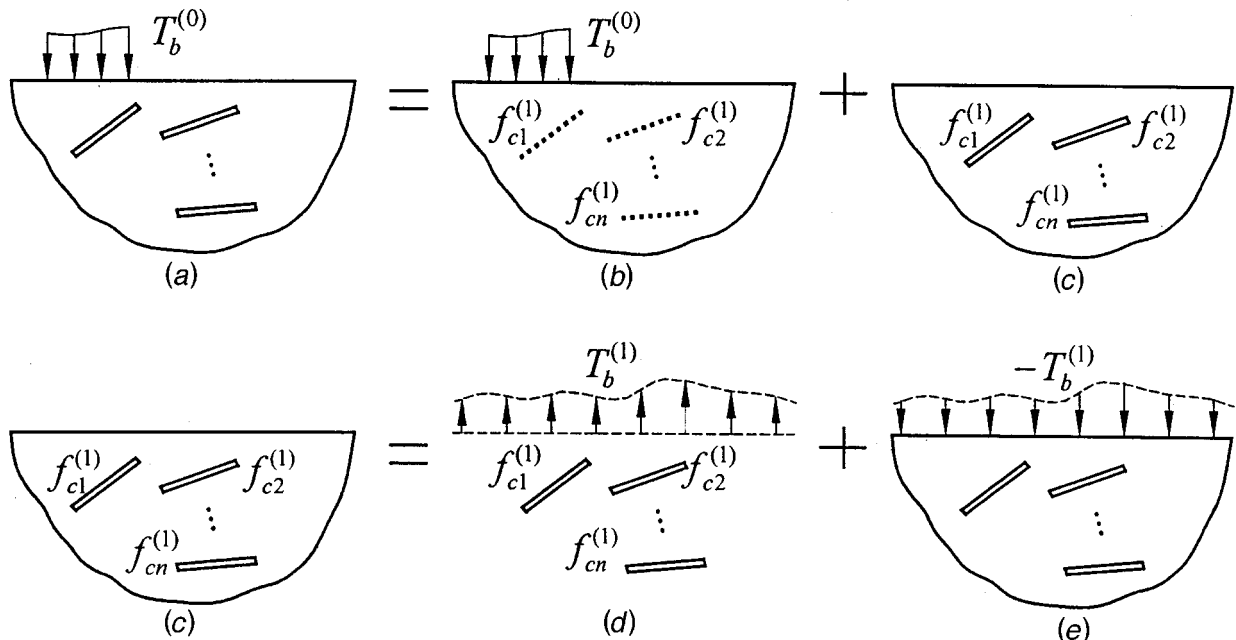 T_b^{(0)}
=
T_b^{(0)}
+
f_{c1}^{(1)}
f_{c2}^{(1)}
f_{cn}^{(1)}
f_{c1}^{(1)}
f_{c2}^{(1)}
f_{cn}^{(1)}
(a)
(b)
(c)
T_b^{(1)}
-T_b^{(1)}
f_{c1}^{(1)}
f_{c2}^{(1)}
f_{cn}^{(1)}
=
f_{c1}^{(1)}
f_{c2}^{(1)}
f_{cn}^{(1)}
+
(c)
(d)
(e)